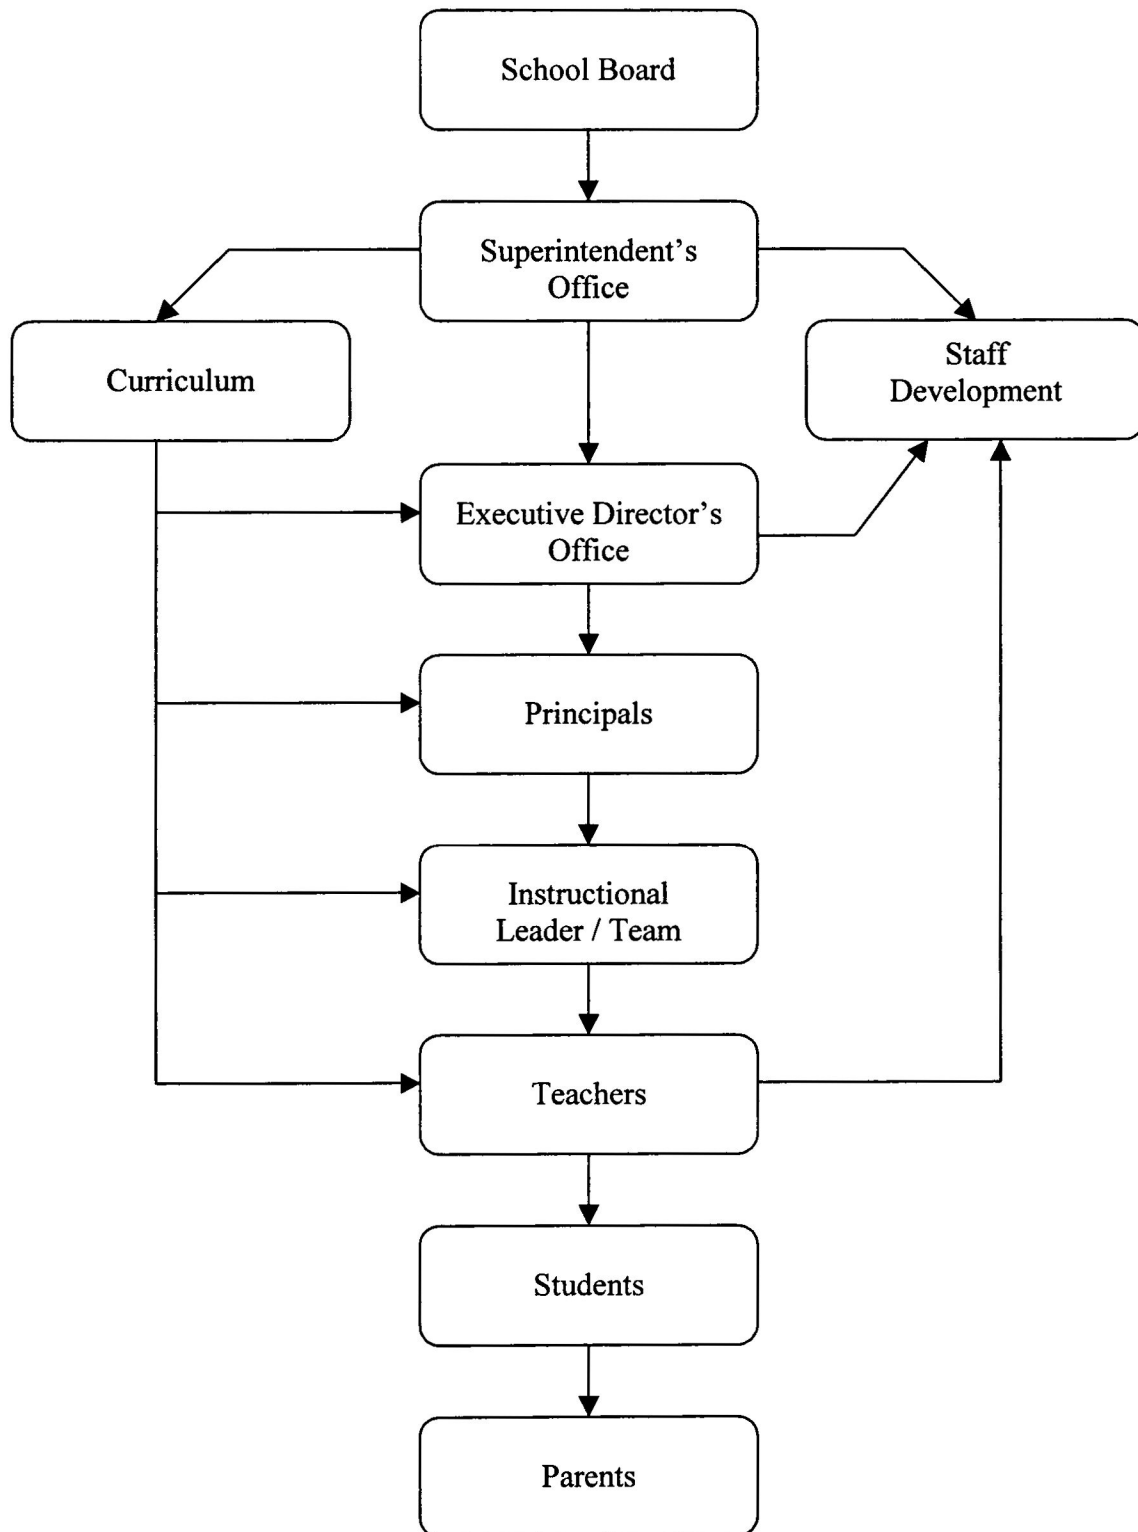 School Board
Superintendent’s
Office
Curriculum
Staff
Development
Executive Director’s
Office
Principals
Instructional
Leader / Team
Teachers
Students
Parents